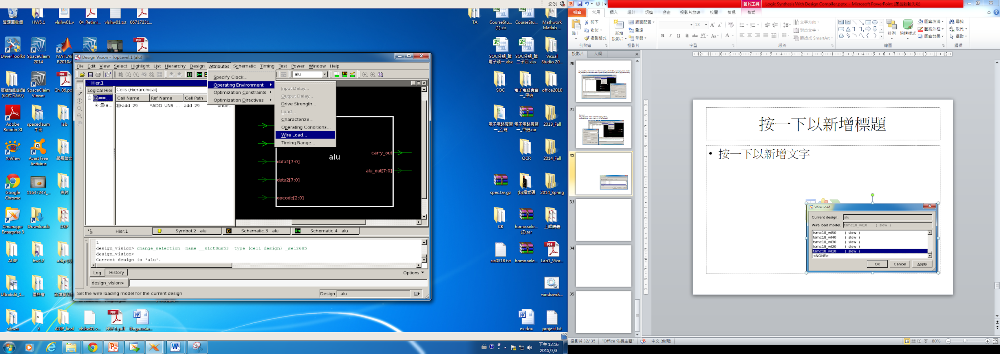 12:24
資源回收筒
HW5.1
vlsihw01.v
04_Retimi...
vlsihw01.txt
06717231...
TA
CourseStu... (1).xls
CourseStu...
Mathwork Matlab ...
DriverToolkit
SpaceClaim 2014
MATLAB R2010a
SOC分組_職電子碩一.xlsx
SOC分組_職二子四.xlsx
Visual Studio 20...
萬能驅動助理(64位元W7)
SpaceClaim Viewer
Ch_06.pdf
SOC
電子電路實習一_甲班
office2010
Adobe Reader XI
spaceclaum 手冊
lab
電子電路實習一_乙班
電子電路實習一_甲班.rar
2013_Fall
XnView
Avast Free Antivirus
學長論文
OCR
2014_Fall
Google Chrome
11647243_...
專訂
spec.tar.gz
(b)程式碼
2014_Spring
Xmanager Enterprise 3
Downloads
DSP
CB
home.sele... (2).tar
上課講義
ADIP
hw4.2
adip (1)
cic0318.txt
home.sele...
Lab1_Wor...
UltraEdit_1...
國科會
windowsk...
sihwei
3
ADIP_final
vlsihw01.v...
HW-1.pdf
Degaussin...
ex.doc
project.txt
Design Vision - TopLevel.1 (alu)
File Edit View Select Highlight List Hierarchy Design Attributes Schematic Timing Test Power Window Help
alu
Specify Clock...
Operating Environment
Optimization Constraints
Optimization Directives
Input Delay...
Output Delay...
Drive Strength...
Load...
Characterize...
Operating Conditions...
Wire Load...
Timing Range...
Hier.1
Logical Hier
Cells (Hierarchical)
Cell Name Ref Name Cell Path
add_29 *ADD_UNS_... add_29 unde...
alu
data1[7:0]
data2[7:0]
opcode[2:0]
carry_out
alu_out[7:0]
Hier.1 Symbol.2 alu Schematic.3 alu Schematic.4 alu
1
design_vision> change_selection -name __slctBus53 -type {cell design} _sel2685
design_vision>
Current design is 'alu'.
Log History Options
design_vision>
Set the wire loading model for the current design
Design alu
下午 12:16
2015/7/3
圖片工具
Logic Synthesis With Design Compiler.pptx - Microsoft PowerPoint (產品啟動失敗)
檔案 常用 插入 設計 切換 動畫 投影片放映 校閱 檢視 格式
貼上
剪下
複製
複製格式
剪貼簿
新增投影片
版面配置
重設
章節
投影片
18
字型
文字方向
對齊文字
轉換成 SmartArt
段落
排列
快速樣式
圖案填滿
圖案外框
圖案效果
繪圖
尋找
取代
選取
編輯
投影片 大綱
30
31
32
33
34
35
按一下以新增標題
• 按一下以新增文字
Wire Load
Current design: alu
Wire load model: tsmc18_wl10 ( slow )
tsmc18_wl50 ( slow )
tsmc18_wl40 ( slow )
tsmc18_wl30 ( slow )
tsmc18_wl20 ( slow )
tsmc18_wl10 ( slow )
<NONE>
OK Cancel Apply
投影片 32/ 35 "Office 佈景主題" 中文 (台灣) 80%